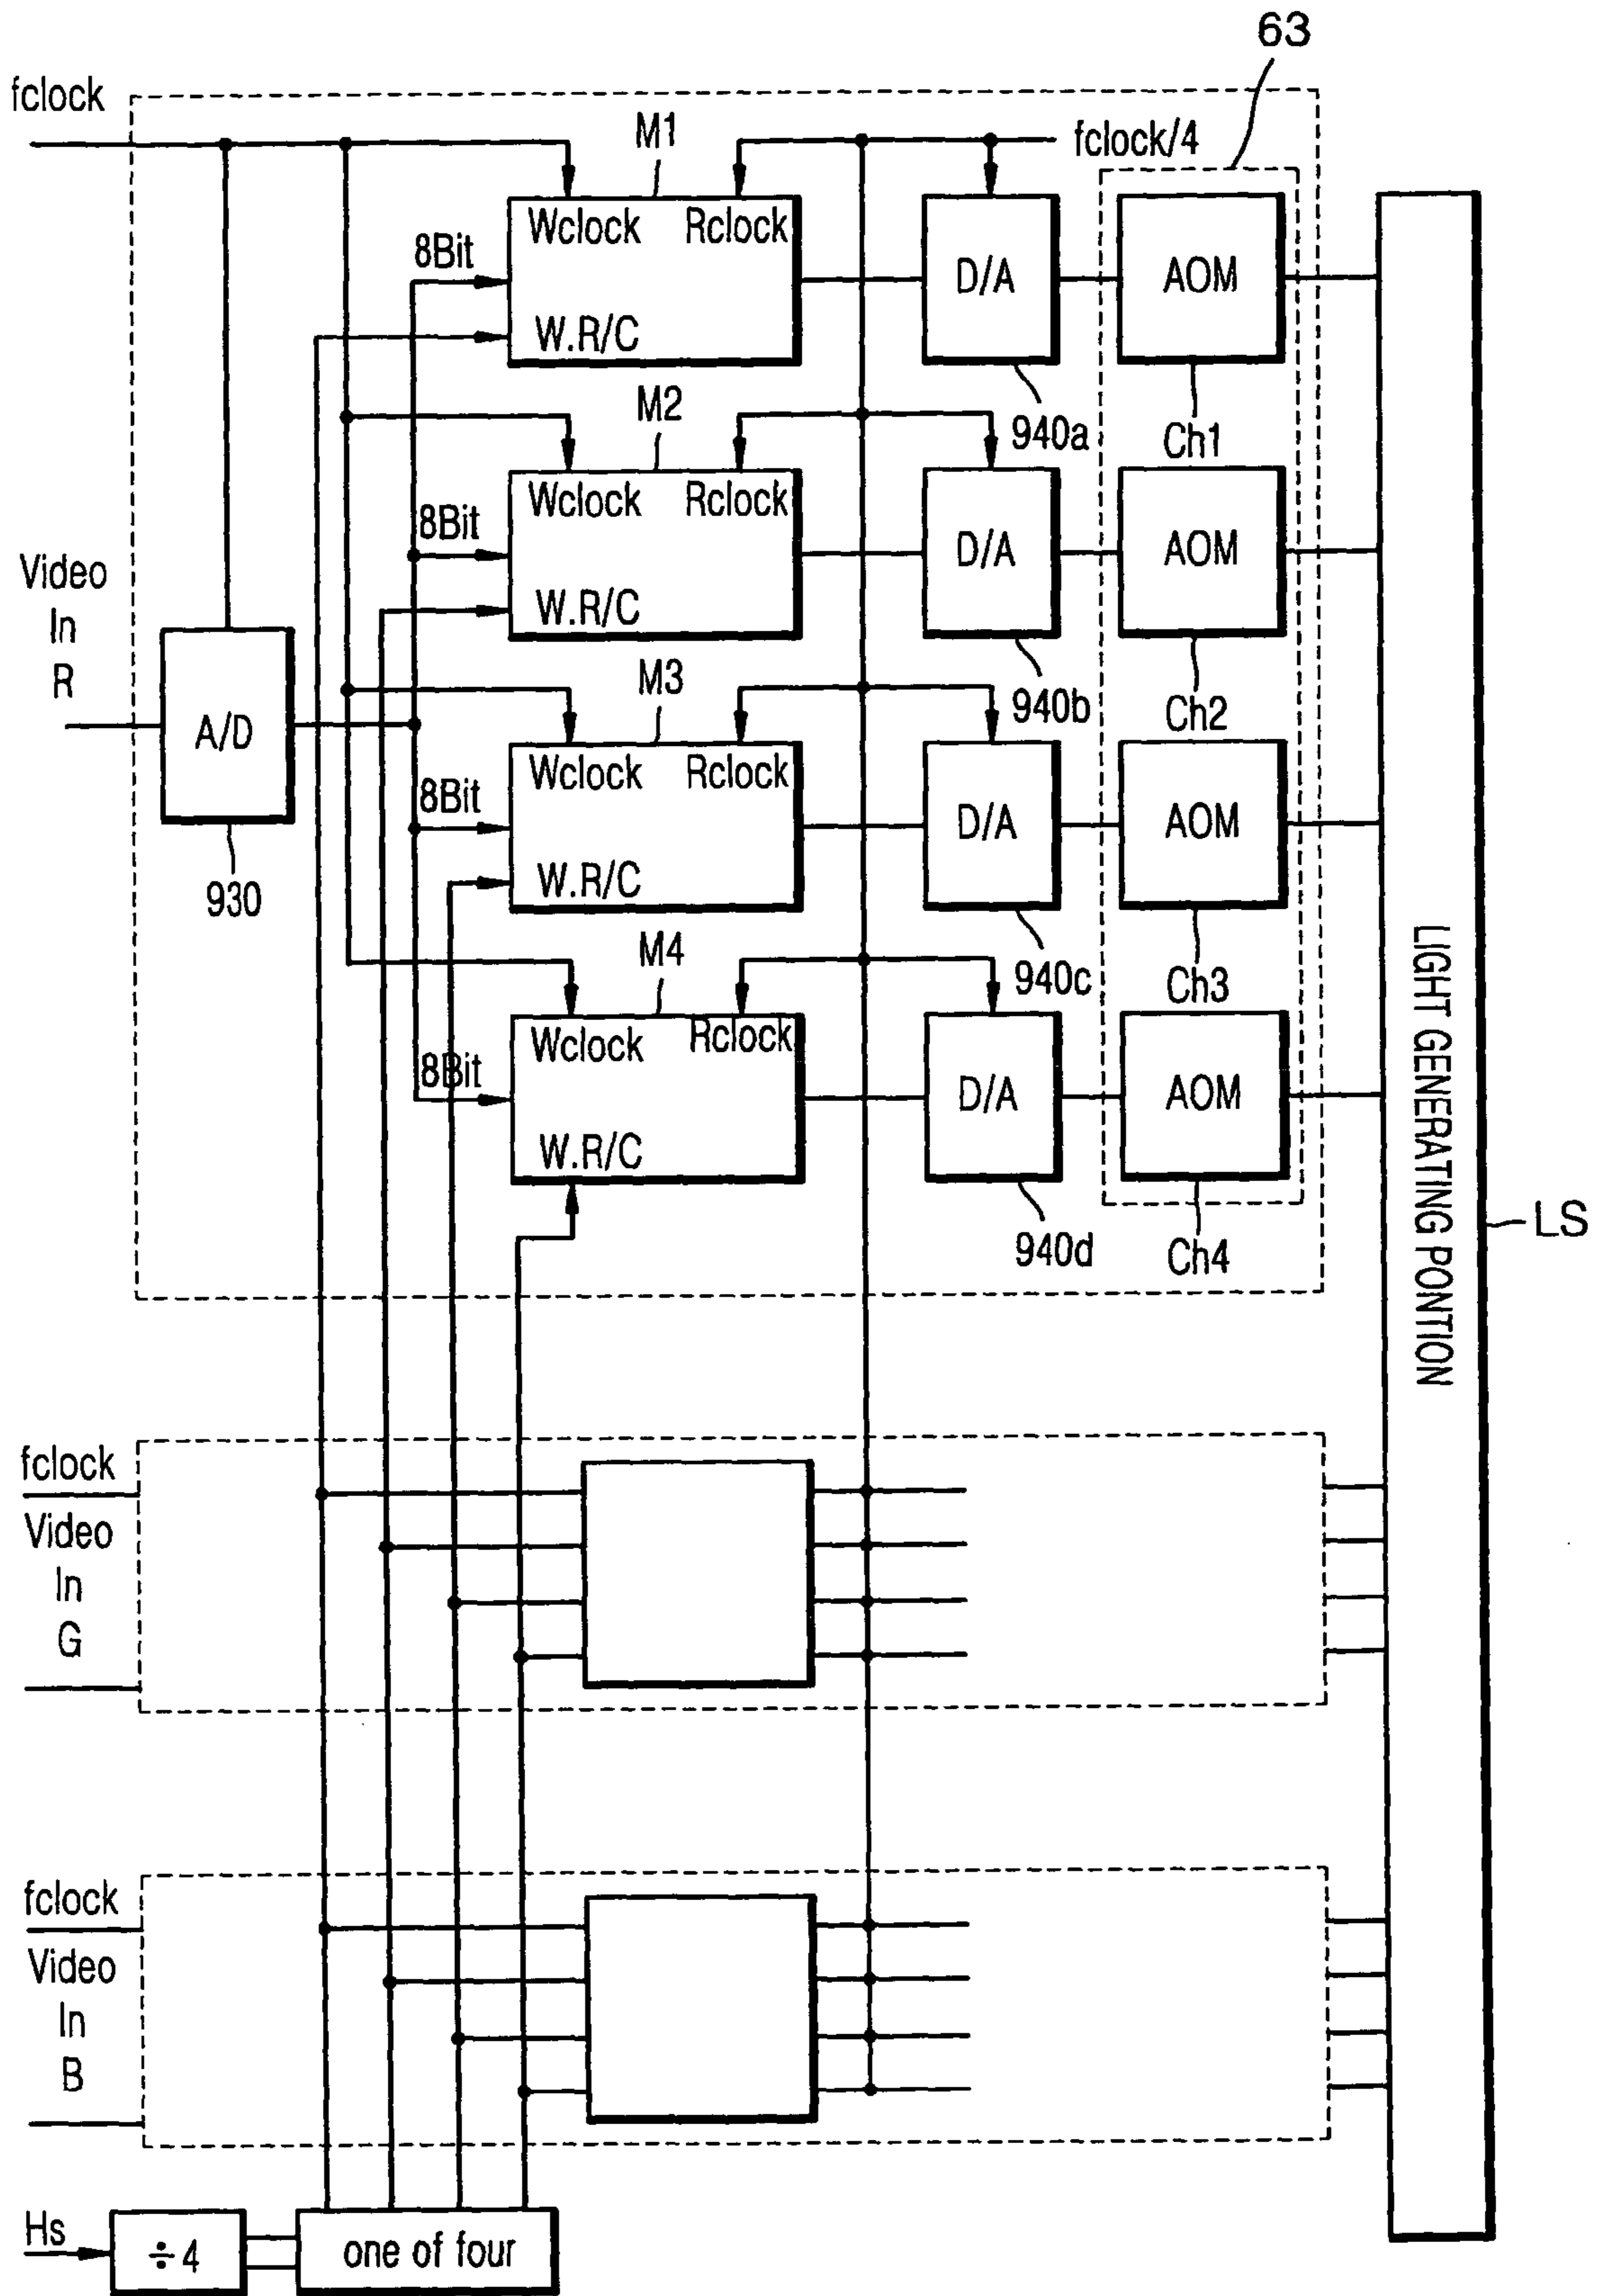 63
fclock
M1
fclock/4
Wclock Rclock
8Bit
W.R/C
D/A
AOM
940a
Ch1
M2
Wclock Rclock
8Bit
W.R/C
D/A
AOM
940b
Ch2
Video
In
R
A/D
930
M3
Wclock Rclock
8Bit
W.R/C
D/A
AOM
940c
Ch3
M4
Wclock Rclock
8Bit
W.R/C
D/A
AOM
940d
Ch4
LIGHT GENERATING PONTION
LS
fclock
Video
In
G
fclock
Video
In
B
Hs
÷4
one of four